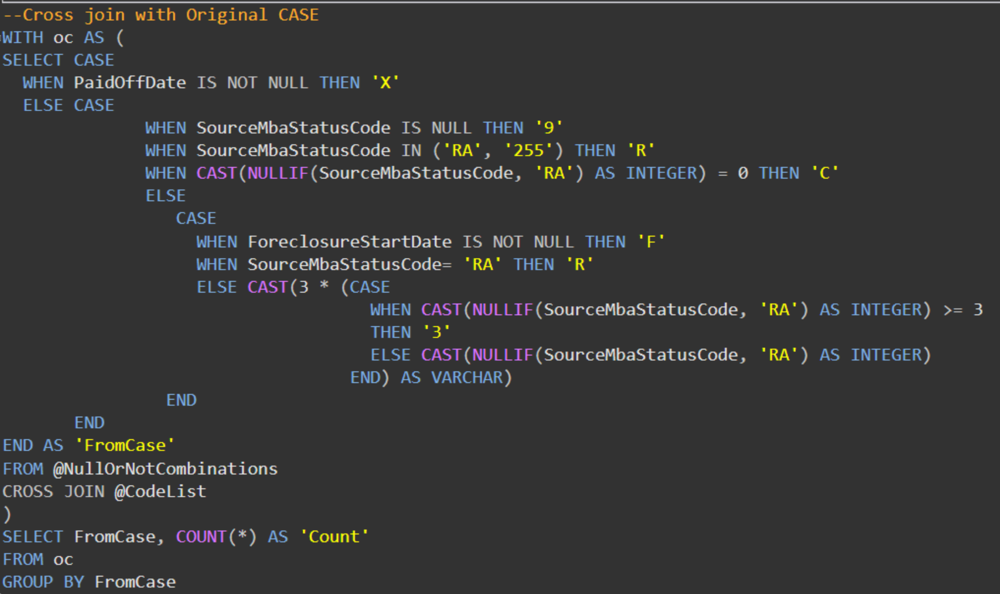 --Cross join with Original CASE
WITH oc AS (
SELECT CASE
  WHEN PaidOffDate IS NOT NULL THEN 'X'
  ELSE CASE
              WHEN SourceMbaStatusCode IS NULL THEN '9'
              WHEN SourceMbaStatusCode IN ('RA', '255') THEN 'R'
              WHEN CAST(NULLIF(SourceMbaStatusCode, 'RA') AS INTEGER) = 0 THEN 'C'
              ELSE
                 CASE
                   WHEN ForeclosureStartDate IS NOT NULL THEN 'F'
                   WHEN SourceMbaStatusCode= 'RA' THEN 'R'
                   ELSE CAST(3 * (CASE
                                    WHEN CAST(NULLIF(SourceMbaStatusCode, 'RA') AS INTEGER) >= 3
                                    THEN '3'
                                    ELSE CAST(NULLIF(SourceMbaStatusCode, 'RA') AS INTEGER)
                                  END) AS VARCHAR)
                END
       END
END AS 'FromCase'
FROM @NullOrNotCombinations
CROSS JOIN @CodeList
)
SELECT FromCase, COUNT(*) AS 'Count'
FROM oc
GROUP BY FromCase